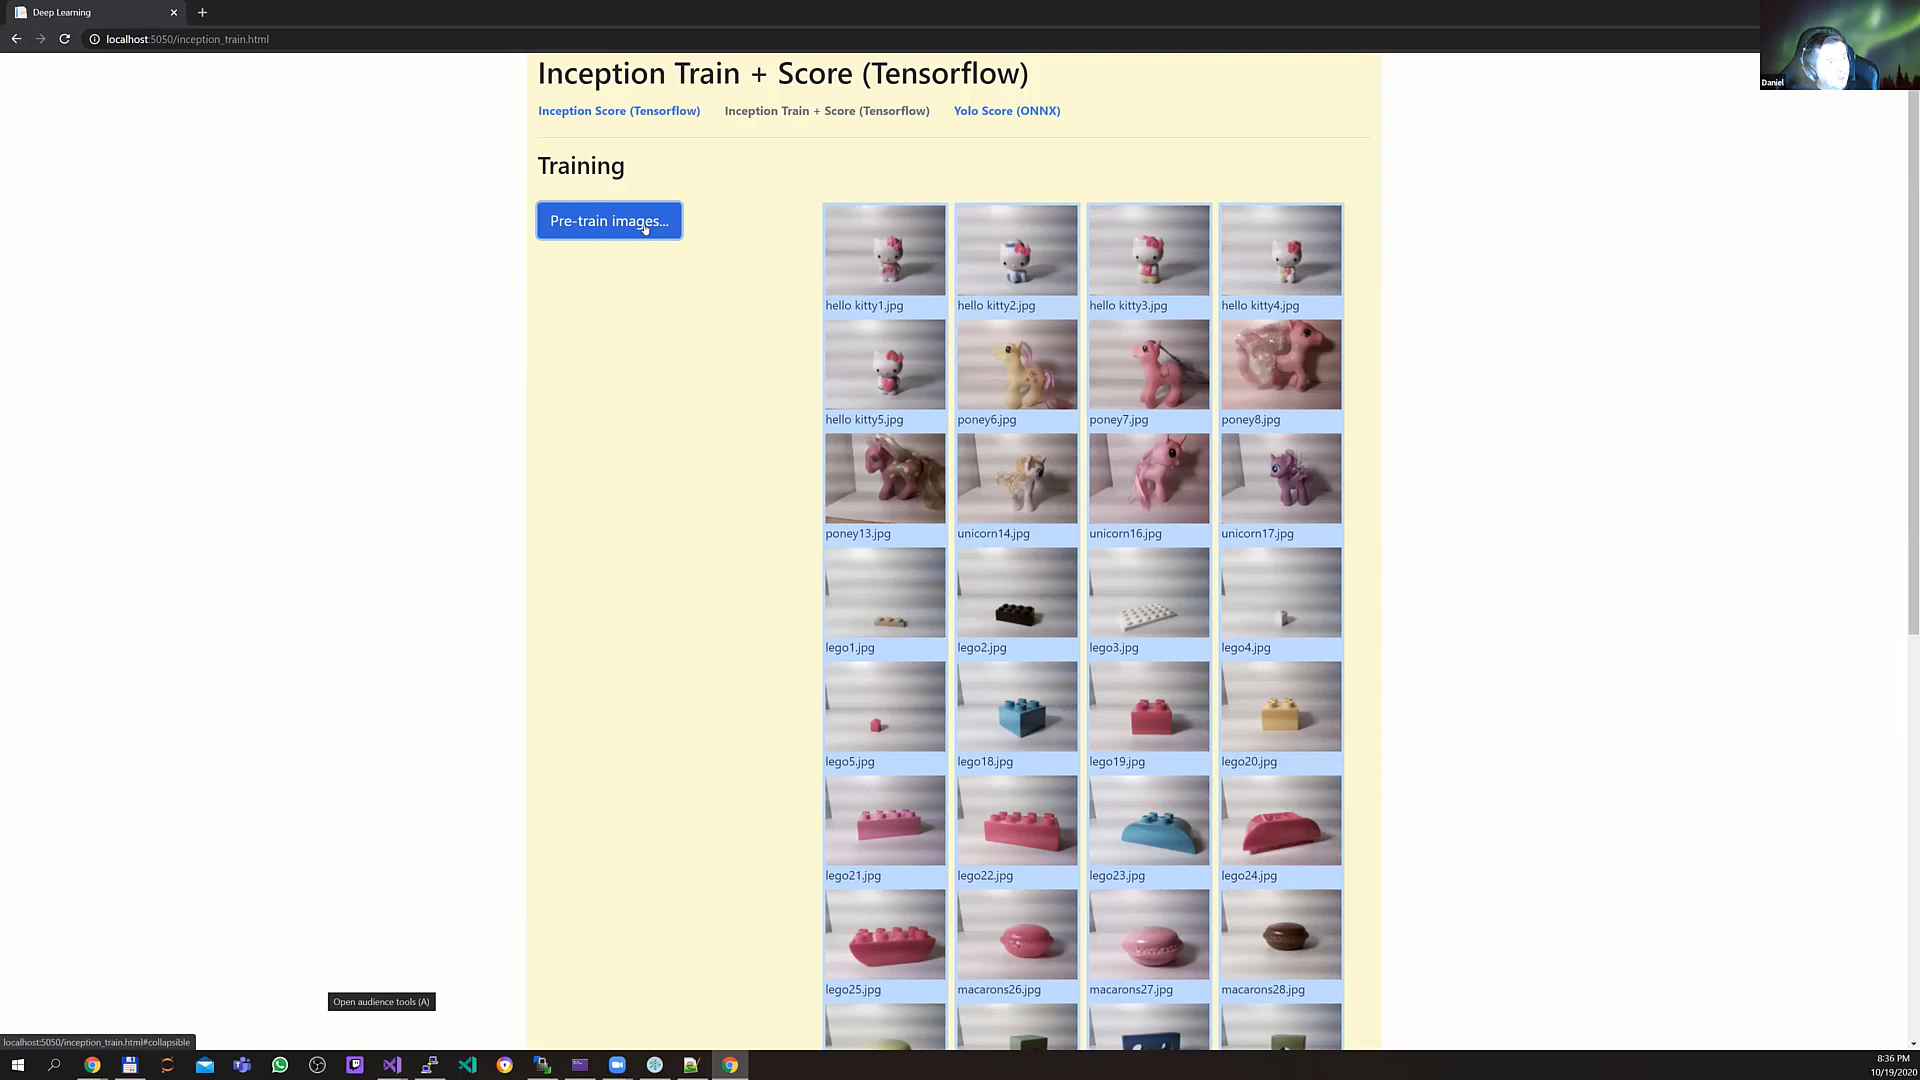 Deep Learning
localhost:5050/inception_train.html
Daniel
Inception Train + Score (Tensorflow)
Inception Score (Tensorflow) Inception Train + Score (Tensorflow) Yolo Score (ONNX)
Training
Pre-train images...
hello kitty1.jpg hello kitty2.jpg hello kitty3.jpg hello kitty4.jpg
hello kitty5.jpg poney6.jpg poney7.jpg poney8.jpg
poney13.jpg unicorn14.jpg unicorn16.jpg unicorn17.jpg
lego1.jpg lego2.jpg lego3.jpg lego4.jpg
lego5.jpg lego18.jpg lego19.jpg lego20.jpg
lego21.jpg lego22.jpg lego23.jpg lego24.jpg
lego25.jpg macarons26.jpg macarons27.jpg macarons28.jpg
Open audience tools (A)
localhost:5050/inception_train.html#collapsible
8:36 PM
10/19/2020